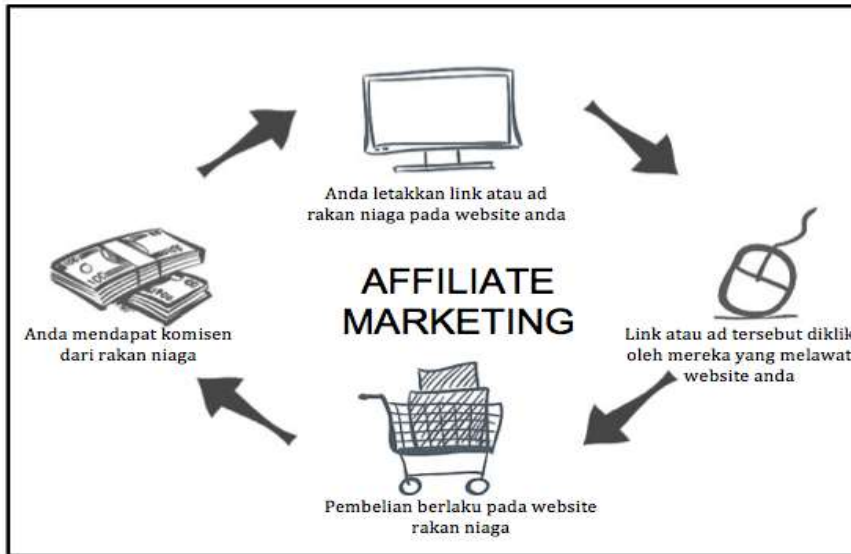 Anda letakkan link atau ad
rakan niaga pada website anda
AFFILIATE
MARKETING
Anda mendapat komisen
dari rakan niaga
Link atau ad tersebut diklik
oleh mereka yang melawat
website anda
Pembelian berlaku pada website
rakan niaga